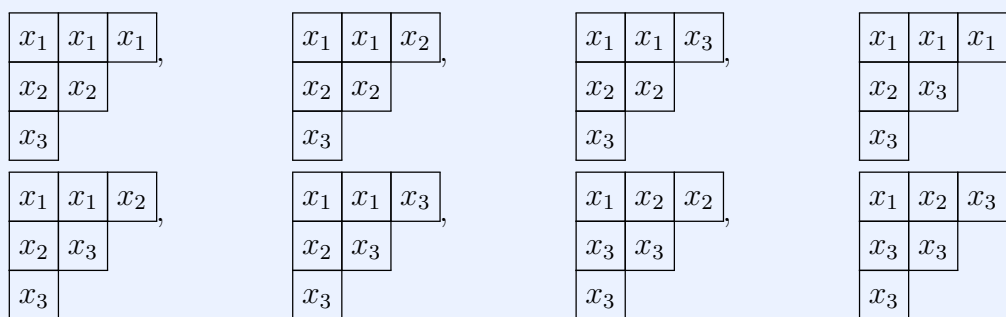 x₁ x₁ x₁, x₁ x₁ x₂, x₁ x₁ x₃, x₁ x₁ x₁
x₂ x₂ x₂ x₂ x₂ x₂ x₂ x₃
x₃ x₃ x₃ x₃
x₁ x₁ x₂, x₁ x₁ x₃, x₁ x₂ x₂, x₁ x₂ x₃
x₂ x₃ x₂ x₃ x₃ x₃ x₃ x₃
x₃ x₃ x₃ x₃